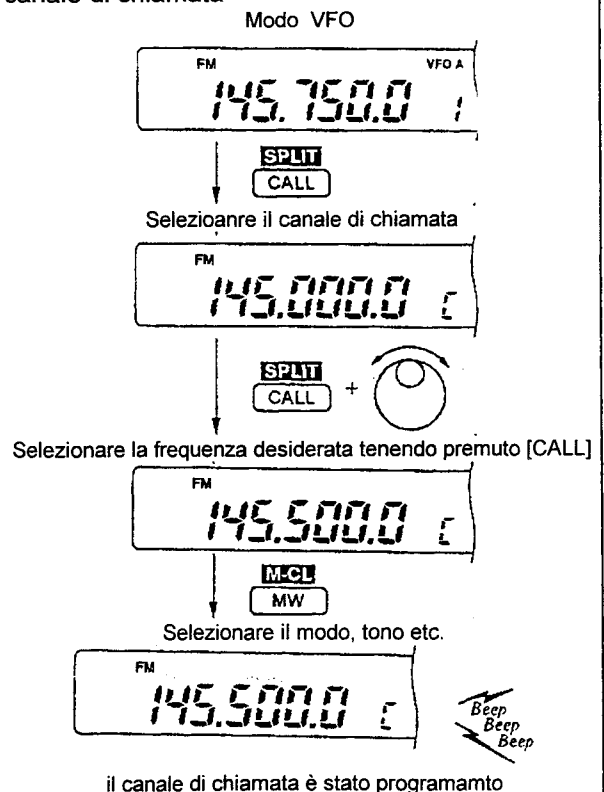 canale di chiamata
Modo VFO
FM VFO A
145.750.0 1
SPLIT
CALL
Selezioanre il canale di chiamata
FM
145.000.0 C
SPLIT
CALL +
Selezionare la frequenza desiderata tenendo premuto [CALL]
FM
145.500.0 C
M-CL
MW
Selezionare il modo, tono etc.
FM
145.500.0 C
Beep
Beep
Beep
il canale di chiamata è stato programamto